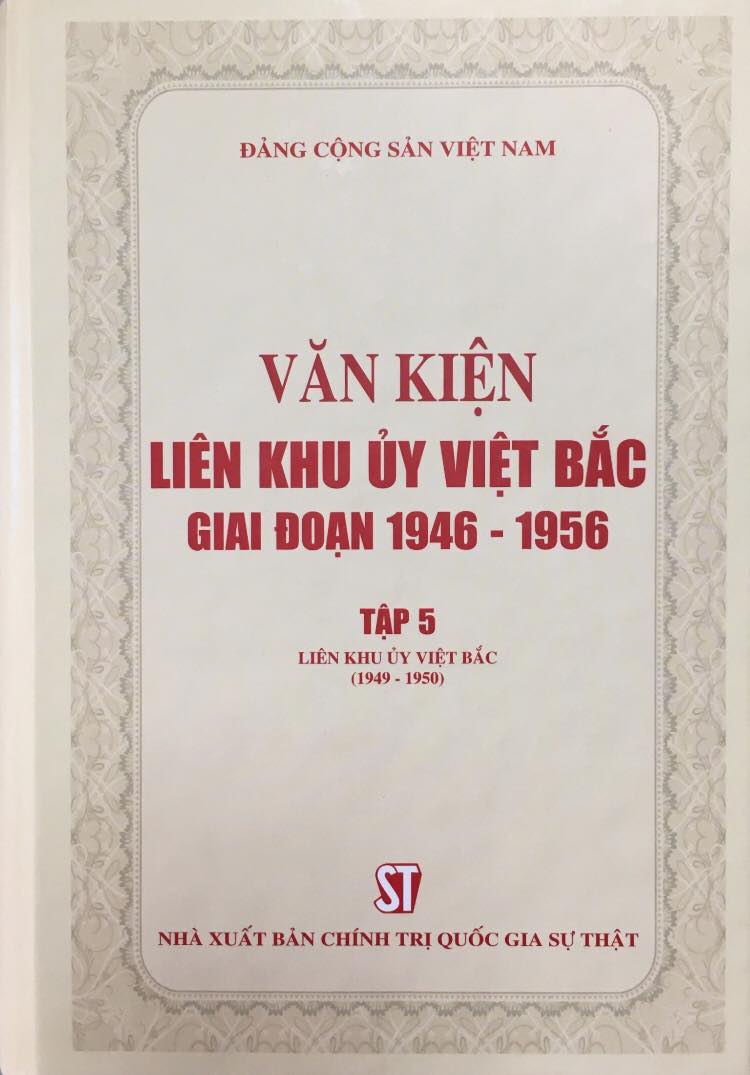 ĐẢNG CỘNG SẢN VIỆT NAM
VĂN KIỆN
LIÊN KHU ỦY VIỆT BẮC
GIAI ĐOẠN 1946 - 1956
TẬP 5
LIÊN KHU ỦY VIỆT BẮC
(1949 - 1950)
ST
NHÀ XUẤT BẢN CHÍNH TRỊ QUỐC GIA SỰ THẬT